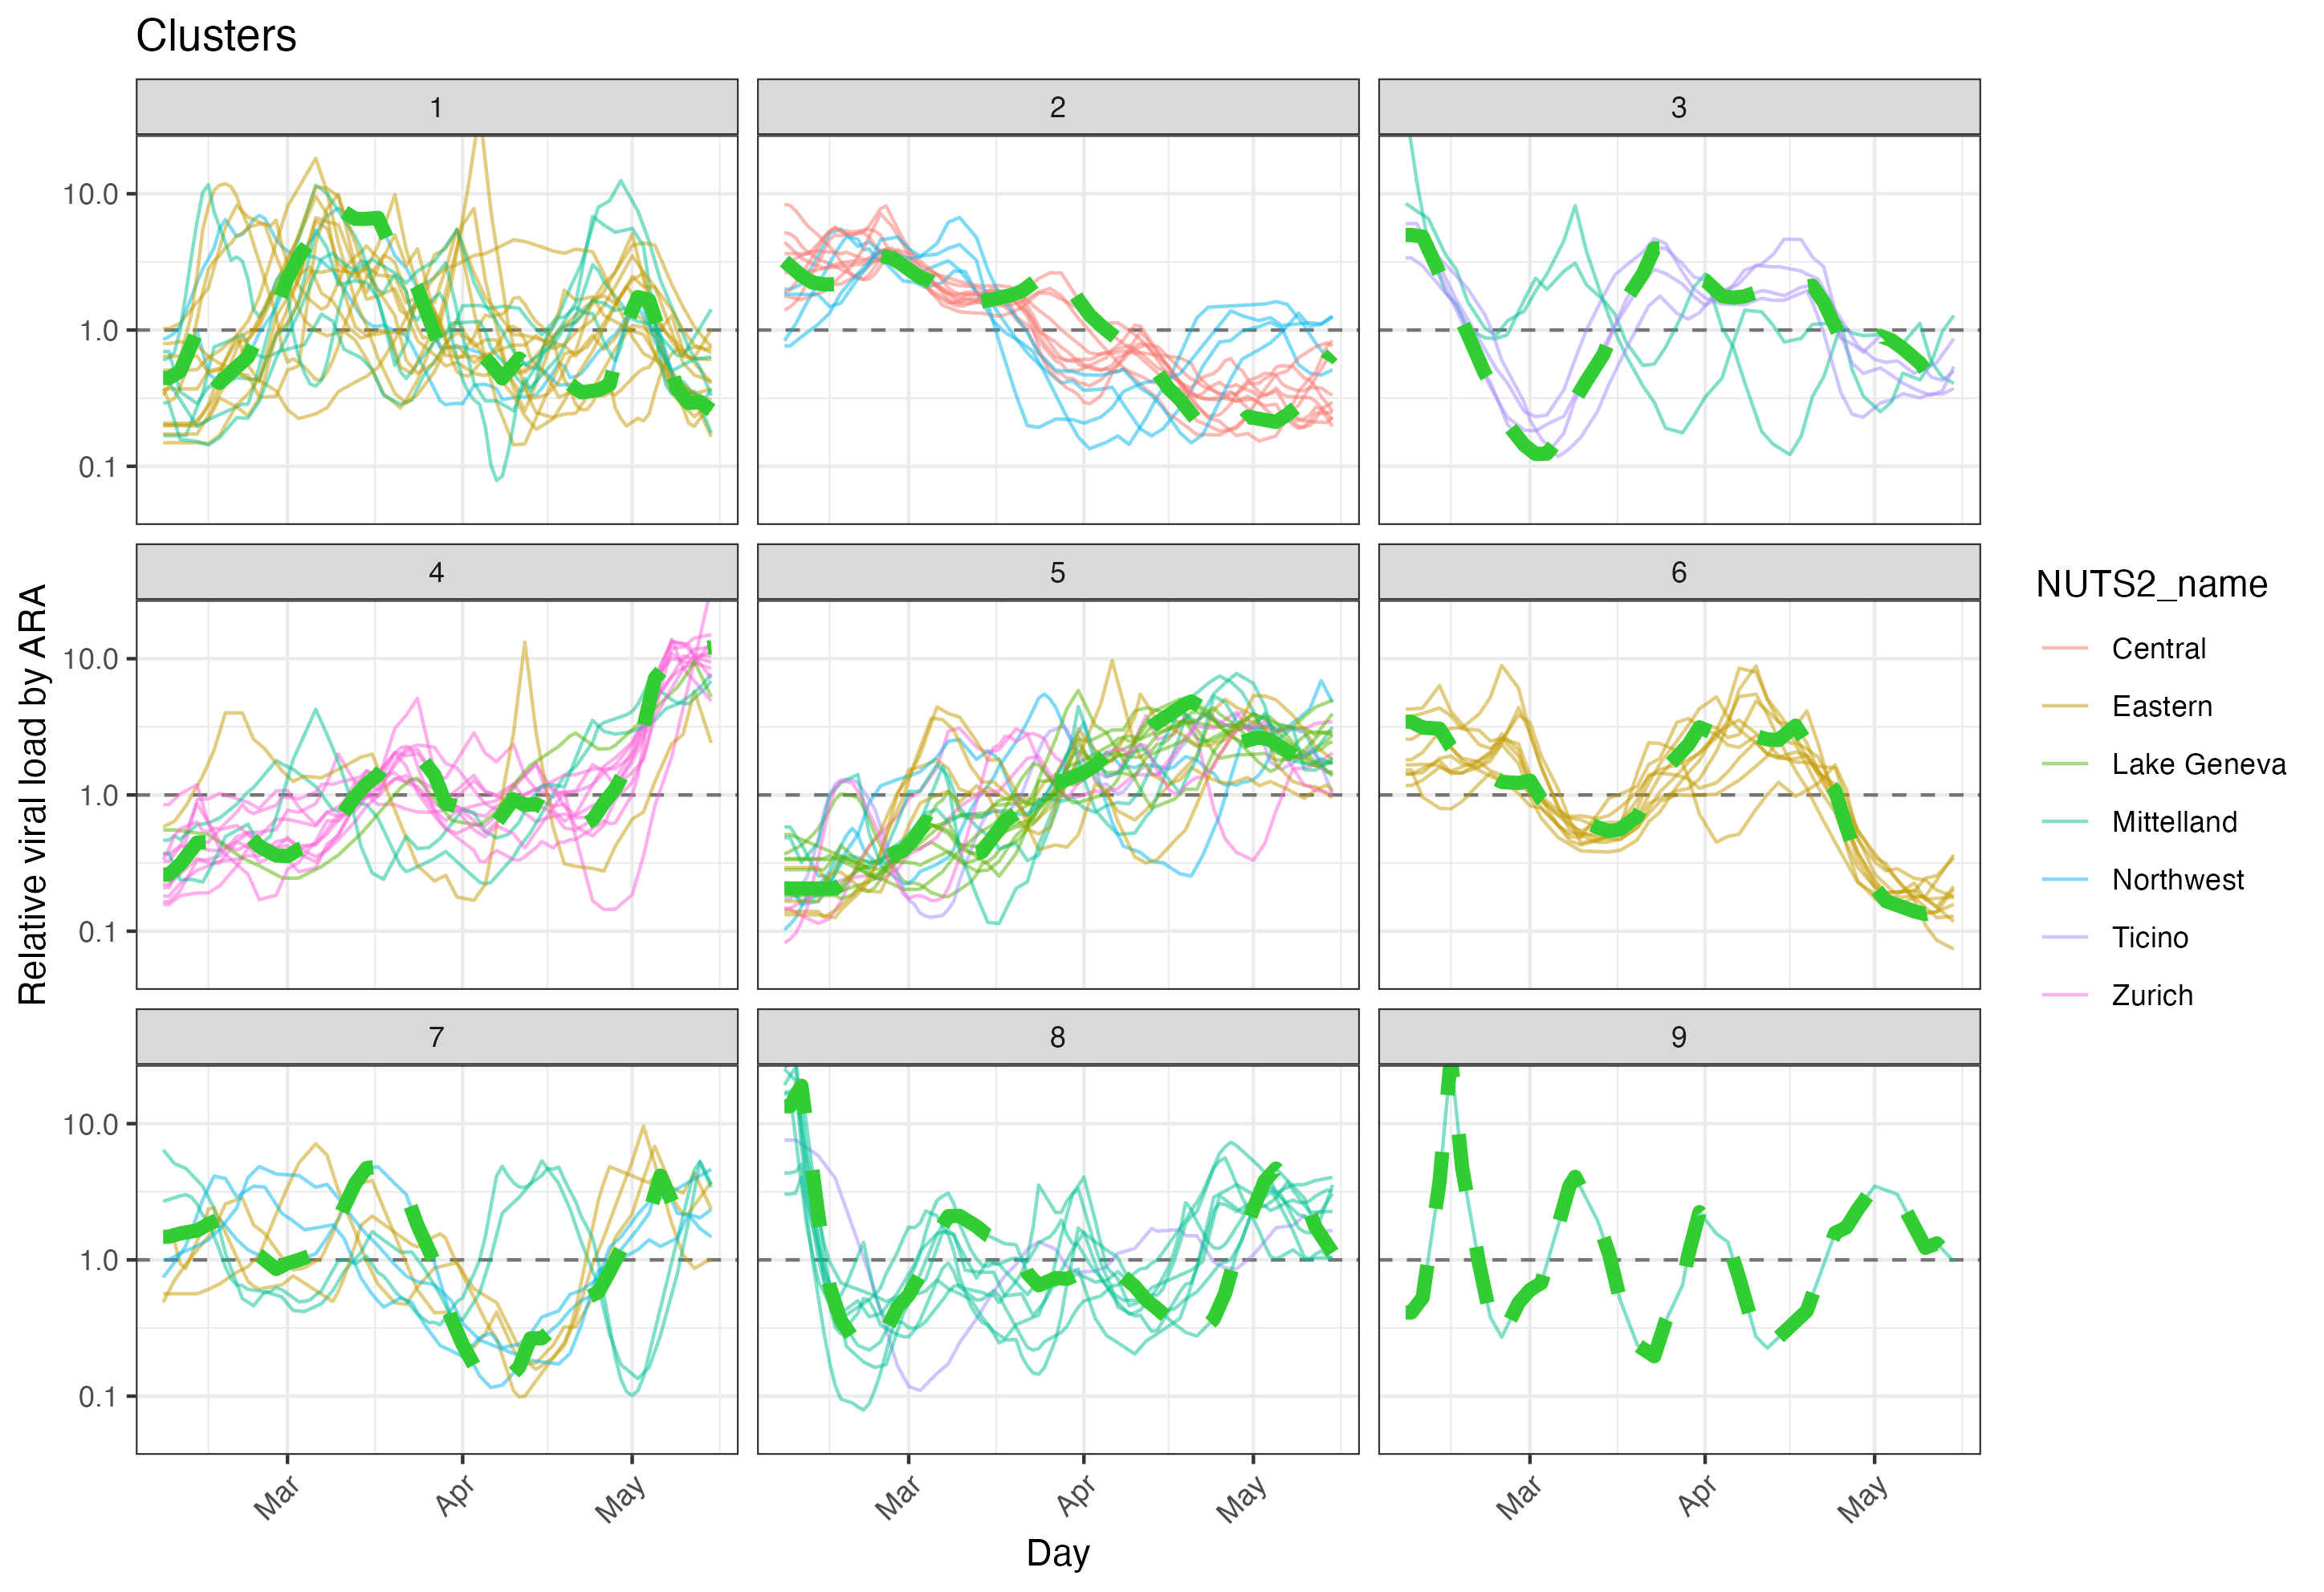 Clusters
1
2
3
10.0
1.0
0.1
4
5
6
10.0
1.0
0.1
7
8
9
10.0
1.0
0.1
Mar
Apr
May
Mar
Apr
May
Mar
Apr
May
Day
Relative viral load by ARA
NUTS2_name
Central
Eastern
Lake Geneva
Mittelland
Northwest
Ticino
Zurich